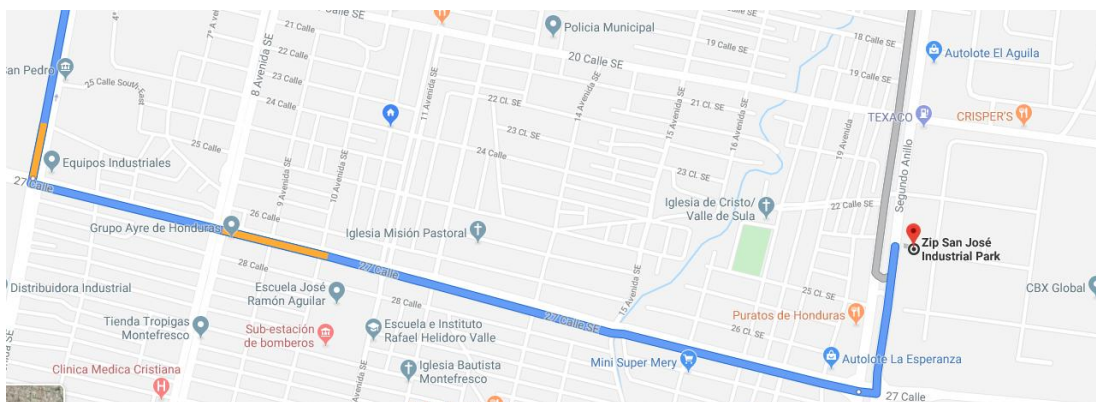 4ª
7ª A
21 Calle
Calle SE
Policia Municipal
18 Calle SE
19 Calle SE
Autolote El Aguila
20 Calle SE
22 Calle
San Pedro
25 Calle South East
23 Calle
8 Avenida SE
11 Avenida SE
22 CL SE
14 Avenida SE
19 Calle SE
21 CL SE
TEXACO
CRISPER'S
24 Calle
23 CL SE
15 Avenida SE
16 Avenida SE
19 Avenida
25 Calle
24 Calle
Equipos Industriales
23 CL SE
27 Calle
9 Avenida SE
10 Avenida SE
Iglesia de Cristo/
Valle de Sula
22 Calle SE
Segundo Anillo
26 Calle
Grupo Ayre de Honduras
Iglesia Misión Pastoral
Zip San José
Industrial Park
28 Calle
27 Calle
15 Avenida SE
Distribuidora Industrial
Escuela José
Ramón Aguilar
25 CL SE
CBX Global
28 Calle
Puratos de Honduras
Tienda Tropigas
Montefresco
Sub-estación
de bomberos
Escuela e Instituto
Rafael Helidoro Valle
27 Calle SE
26 CL SE
Clinica Medica Cristiana
Iglesia Bautista
Montefresco
Mini Super Mery
Autolote La Esperanza
27 Calle